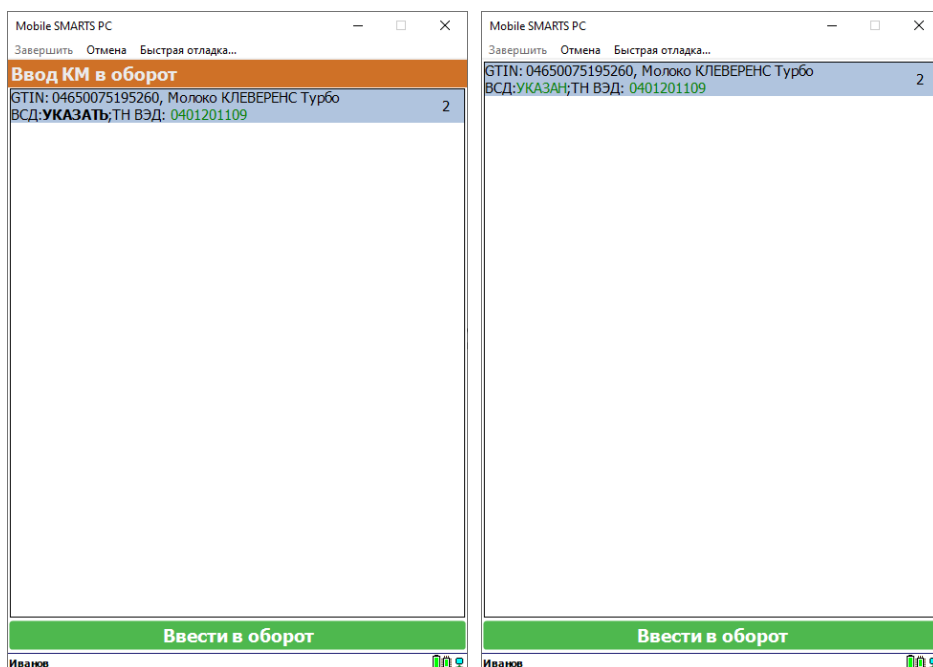 Mobile SMARTS PC
Завершить Отмена Быстрая отладка...
Ввод КМ в оборот
GTIN: 04650075195260, Молоко КЛЕВЕРЕНС Турбо
2
ВСД:УКАЗАТЬ;ТН ВЭД: 0401201109
Ввести в оборот
Иванов
Mobile SMARTS PC
Завершить Отмена Быстрая отладка...
GTIN: 04650075195260, Молоко КЛЕВЕРЕНС Турбо
2
ВСД:УКАЗАН;ТН ВЭД: 0401201109
Ввести в оборот
Иванов